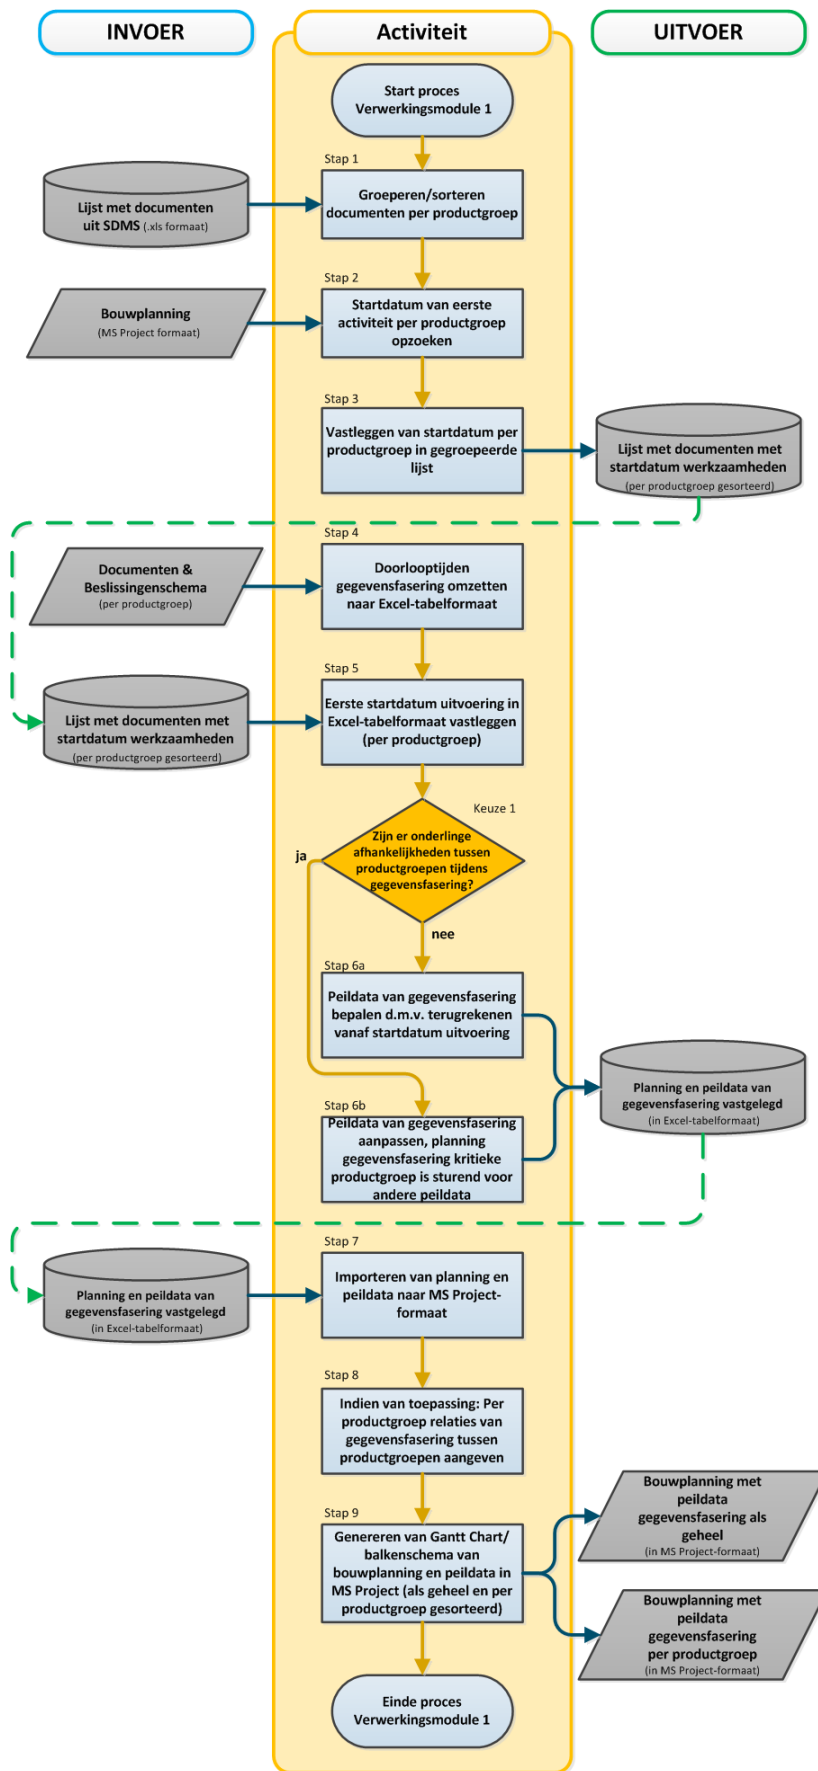 INVOER
Activiteit
UITVOER
Start proces
Verwerkingsmodule 1
Stap 1
Lijst met documenten
uit SDMS (.xls formaat)
Groeperen/sorteren
documenten per productgroep
Stap 2
Bouwplanning
(MS Project formaat)
Startdatum van eerste
activiteit per productgroep
opzoeken
Stap 3
Vastleggen van startdatum per
productgroep in gegroepeerde
lijst
Lijst met documenten met
startdatum werkzaamheden
(per productgroep gesorteerd)
Stap 4
Documenten &
Beslissingenschema
(per productgroep)
Doorlooptijden
gegevensfasering omzetten
naar Excel-tabelformaat
Stap 5
Lijst met documenten met
startdatum werkzaamheden
(per productgroep gesorteerd)
Eerste startdatum uitvoering in
Excel-tabelformaat vastleggen
(per productgroep)
Keuze 1
Zijn er onderlinge
afhankelijkheden tussen
productgroepen tijdens
gegevensfasering?
ja
nee
Stap 6a
Peildata van gegevensfasering
bepalen d.m.v. terugrekenen
vanaf startdatum uitvoering
Planning en peildata van
gegevensfasering vastgelegd
(in Excel-tabelformaat)
Stap 6b
Peildata van gegevensfasering
aanpassen, planning
gegevensfasering kritieke
productgroep is sturend voor
andere peildata
Stap 7
Planning en peildata van
gegevensfasering vastgelegd
(in Excel-tabelformaat)
Importeren van planning en
peildata naar MS Project-
formaat
Stap 8
Indien van toepassing: Per
productgroep relaties van
gegevensfasering tussen
productgroepen aangeven
Stap 9
Genereren van Gantt Chart/
balkenschema van
bouwplanning en peildata in
MS Project (als geheel en per
productgroep gesorteerd)
Bouwplanning met
peildata
gegevensfasering als
geheel
(in MS Project-formaat)
Bouwplanning met
peildata
gegevensfasering
per productgroep
(in MS Project-formaat)
Einde proces
Verwerkingsmodule 1